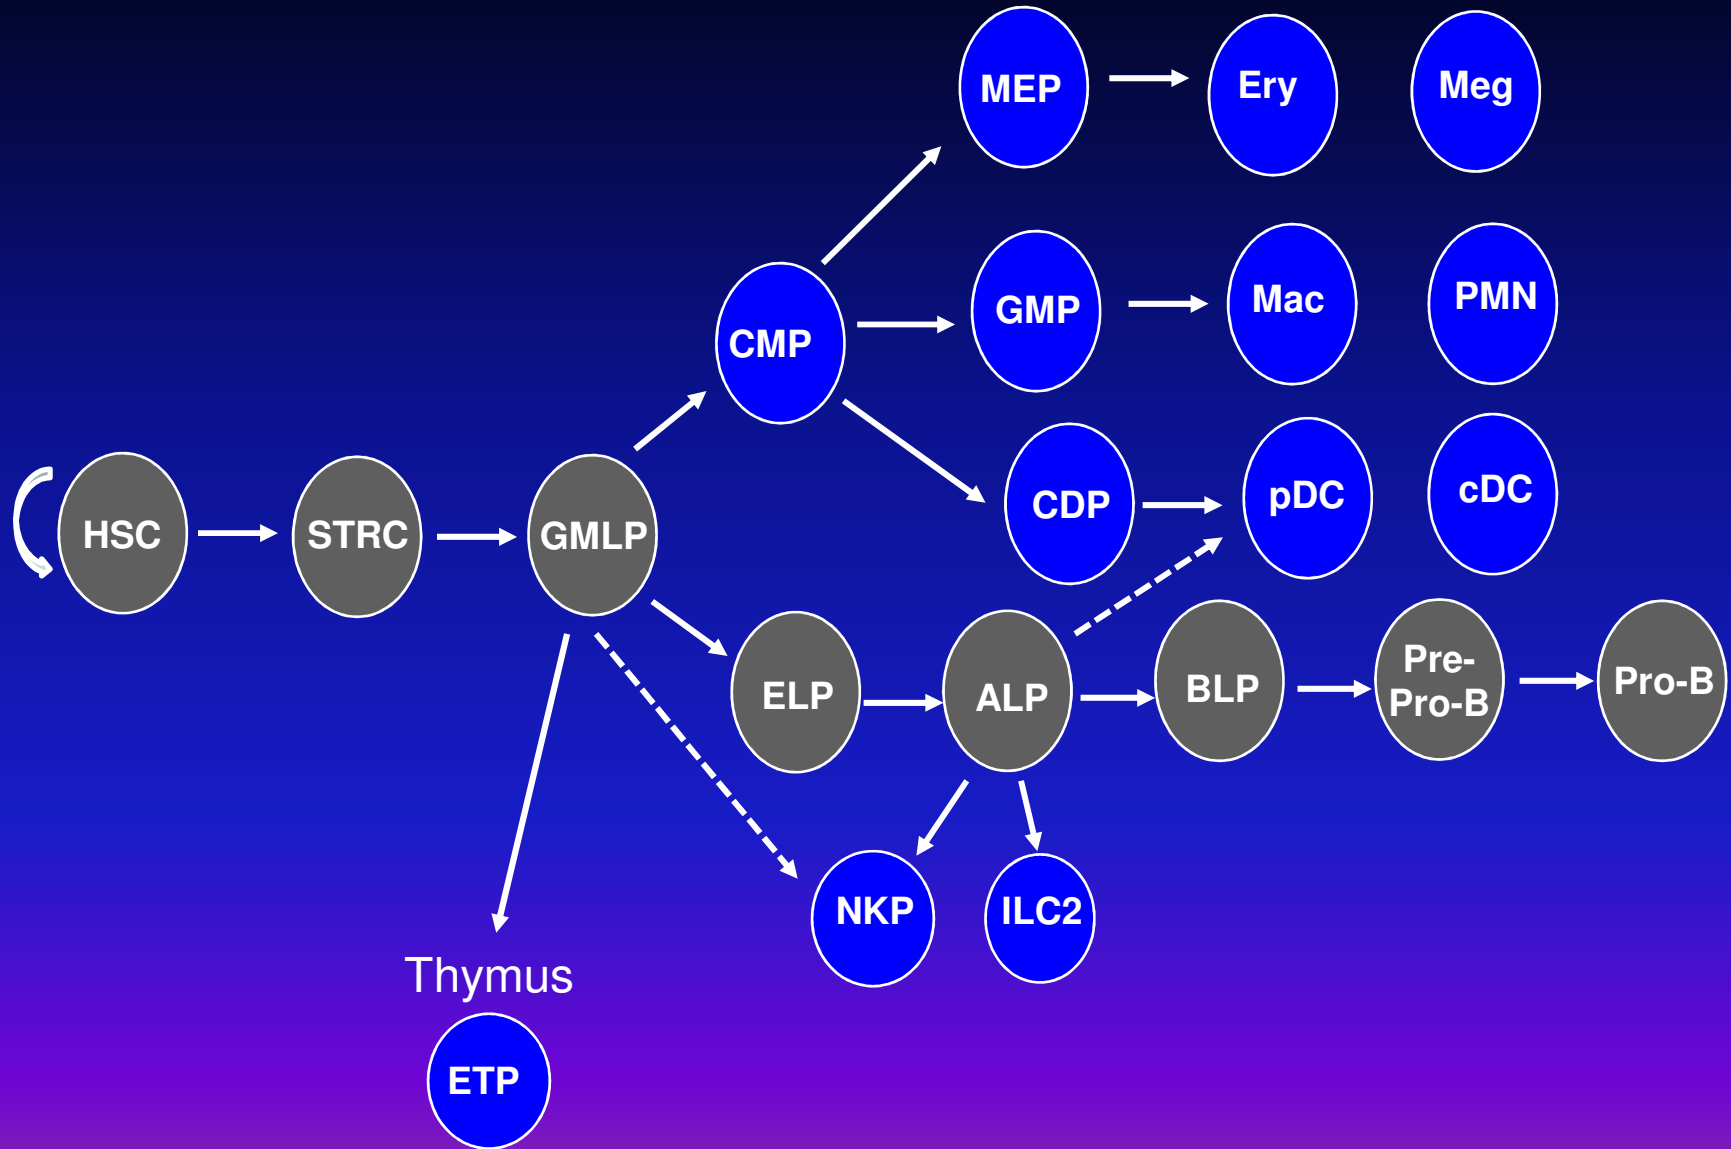 MEP
Ery
Meg
CMP
GMP
Mac
PMN
HSC
STRC
GMLP
CDP
pDC
cDC
ELP
ALP
BLP
Pre-
Pro-B
Pro-B
NKP
ILC2
Thymus
ETP